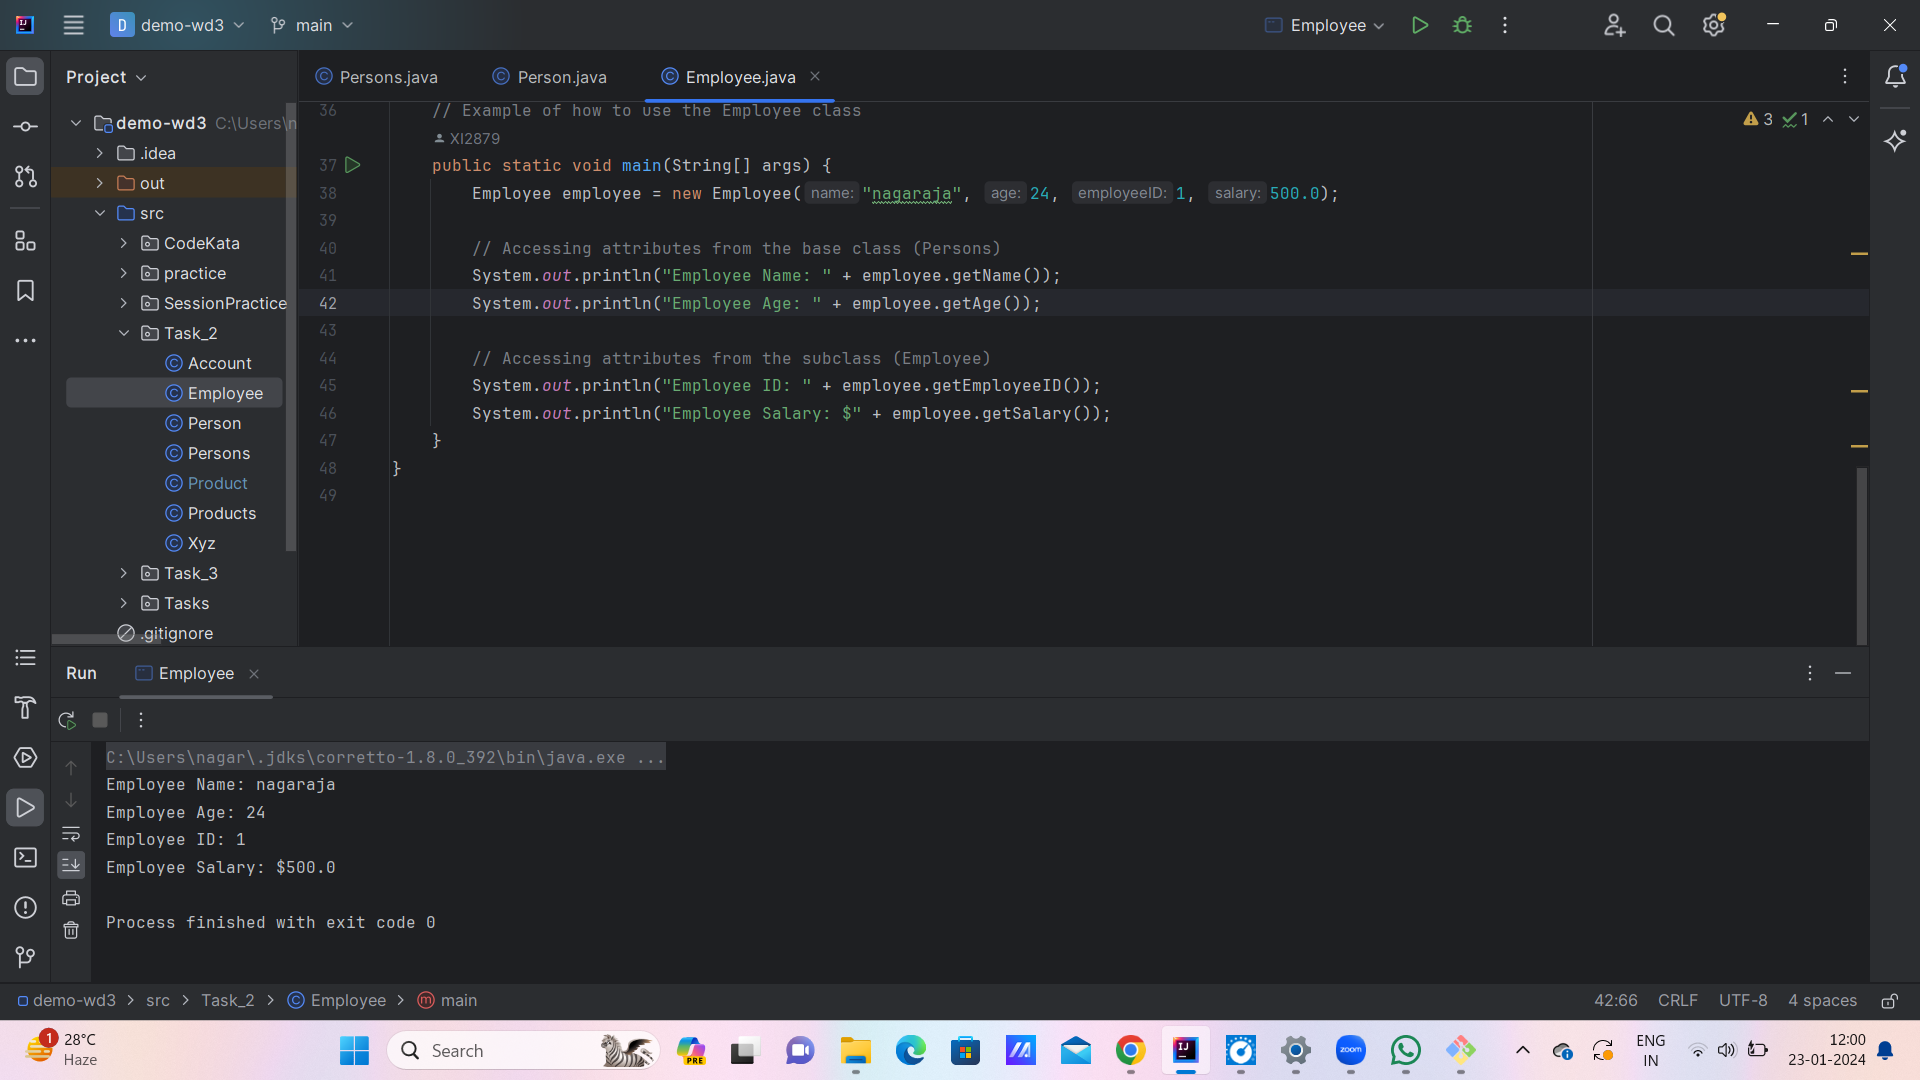 D demo-wd3 main Employee
Project
Persons.java Person.java Employee.java
demo-wd3 C:\Users\n
.idea
out
src
CodeKata
practice
SessionPractice
Task_2
Account
Employee
Person
Persons
Product
Products
Xyz
Task_3
Tasks
.gitignore
3 1
36 // Example of how to use the Employee class
XI2879
37 public static void main(String[] args) {
38 Employee employee = new Employee( name: "nagaraja", age: 24, employeeID: 1, salary: 500.0);
39
40 // Accessing attributes from the base class (Persons)
41 System.out.println("Employee Name: " + employee.getName());
42 System.out.println("Employee Age: " + employee.getAge());
43
44 // Accessing attributes from the subclass (Employee)
45 System.out.println("Employee ID: " + employee.getEmployeeID());
46 System.out.println("Employee Salary: $" + employee.getSalary());
47 }
48 }
49
Run Employee
C:\Users\nagar\.jdks\corretto-1.8.0_392\bin\java.exe ...
Employee Name: nagaraja
Employee Age: 24
Employee ID: 1
Employee Salary: $500.0
Process finished with exit code 0
demo-wd3 > src > Task_2 > Employee > main
42:66 CRLF UTF-8 4 spaces
1 28°C
Haze
Search
PRE
zoom
ENG
IN
12:00
23-01-2024